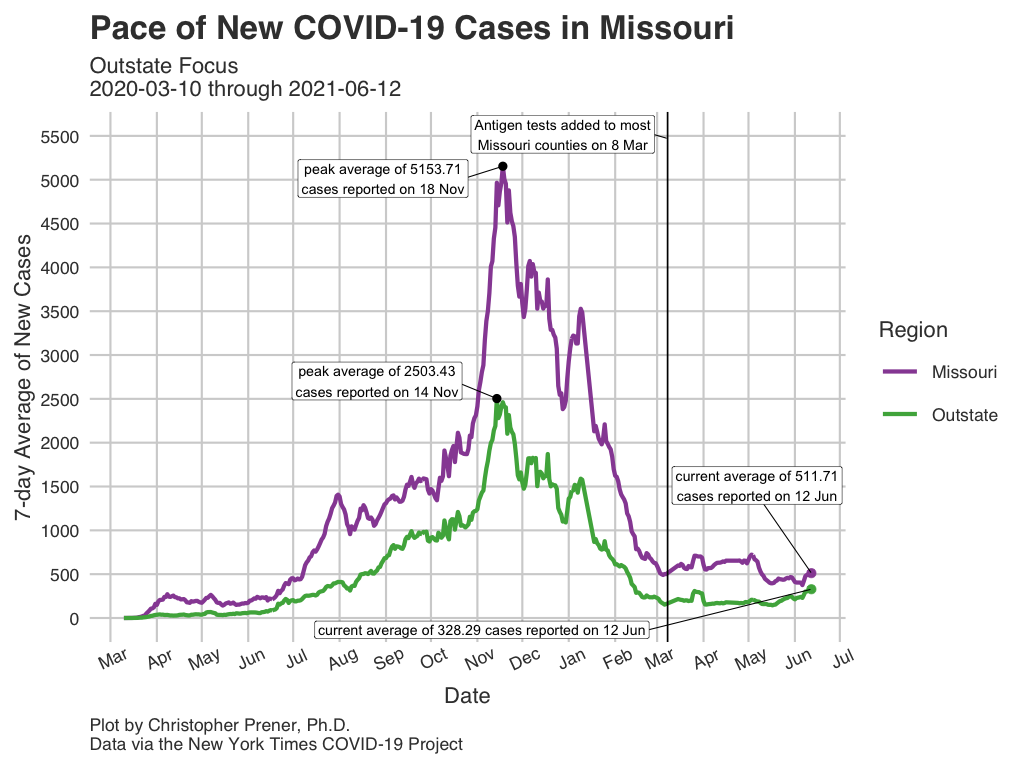 Pace of New COVID-19 Cases in Missouri
Outstate Focus
2020-03-10 through 2021-06-12
7-day Average of New Cases
5500
5000
4500
4000
3500
3000
2500
2000
1500
1000
500
0
Antigen tests added to most
Missouri counties on 8 Mar
peak average of 5153.71
cases reported on 18 Nov
peak average of 2503.43
cases reported on 14 Nov
current average of 511.71
cases reported on 12 Jun
current average of 328.29 cases reported on 12 Jun
Region
Missouri
Outstate
Mar Apr May Jun Jul Aug Sep Oct Nov Dec Jan Feb Mar Apr May Jun Jul
Date
Plot by Christopher Prener, Ph.D.
Data via the New York Times COVID-19 Project